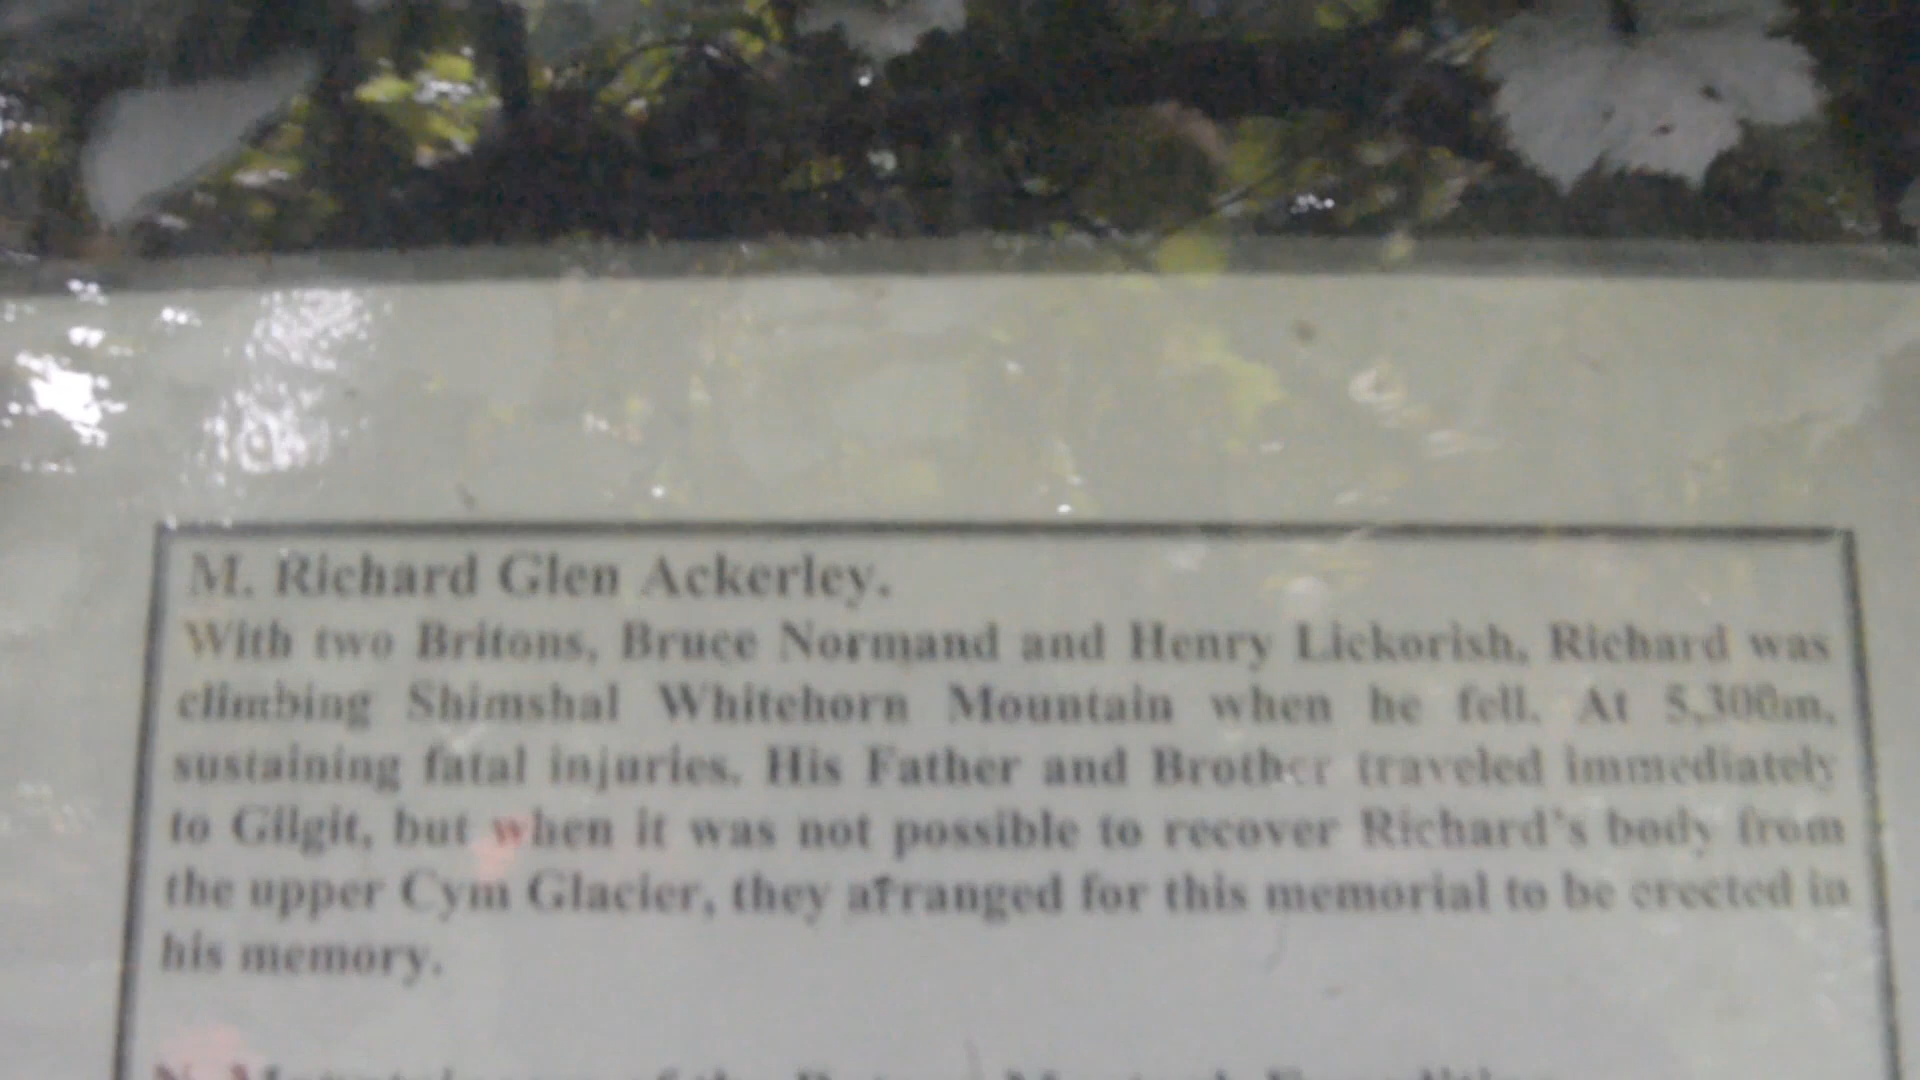 M. Richard Glen Ackerley.
With two Britons, Bruce Normand and Henry Lickorish, Richard was
climbing Shimshal Whitehorn Mountain when he fell. At 5,300m,
sustaining fatal injuries. His Father and Brother traveled immediately
to Gilgit, but when it was not possible to recover Richard's body from
the upper Cym Glacier, they arranged for this memorial to be erected in
his memory.
of the